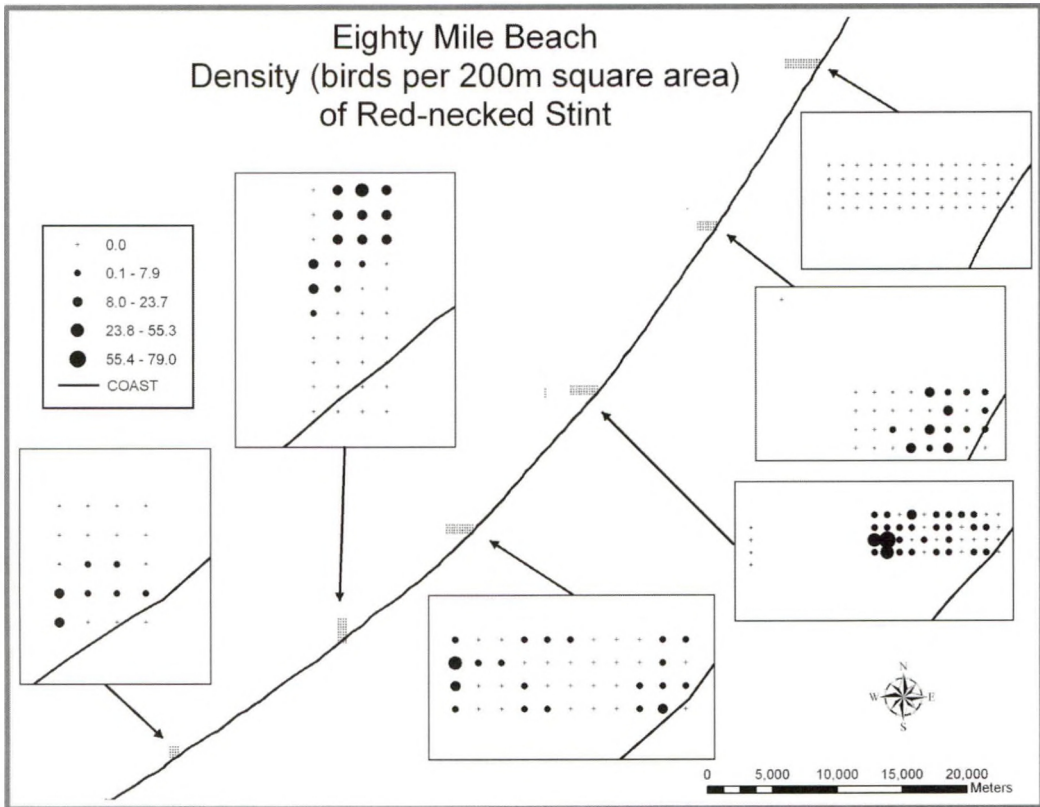 Eighty Mile Beach
Density (birds per 200m square area)
of Red-necked Stint
0.0
0.1 - 7.9
8.0 - 23.7
23.8 - 55.3
55.4 - 79.0
COAST
N
W E
S
0 5,000 10,000 15,000 20,000
Meters